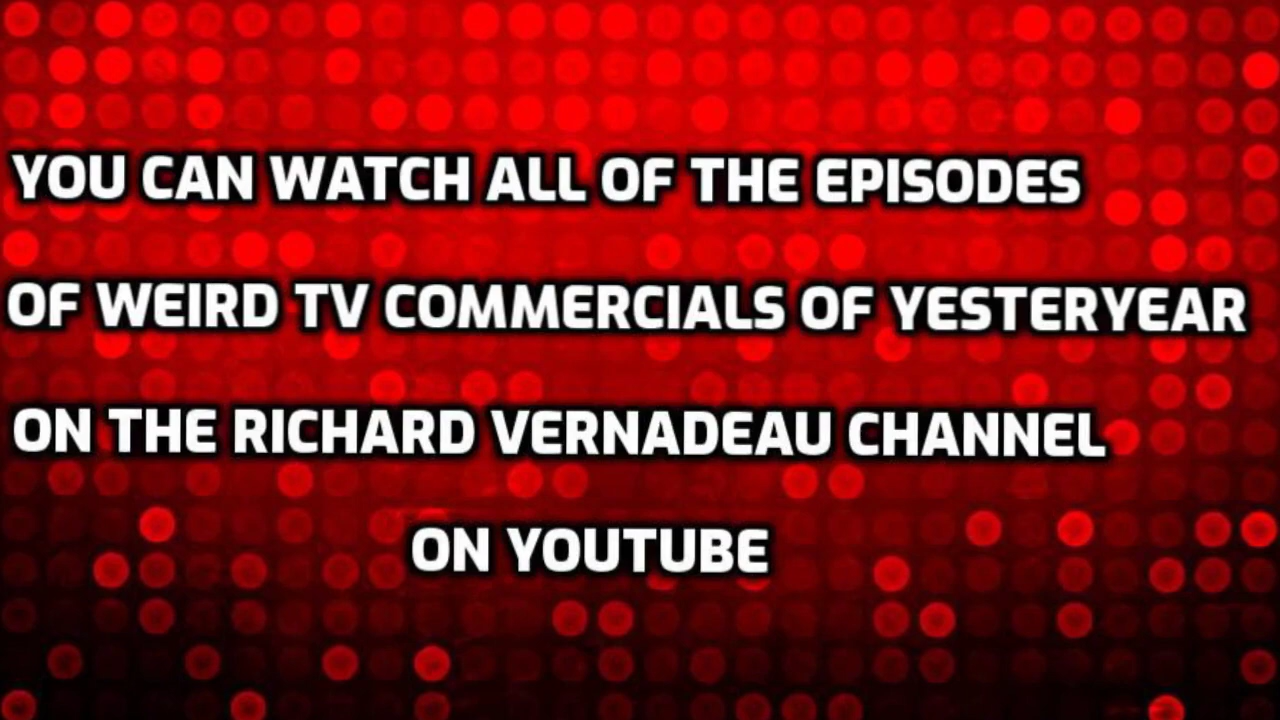 YOU CAN WATCH ALL OF THE EPISODES
OF WEIRD TV COMMERCIALS OF YESTERYEAR
ON THE RICHARD VERNADEAU CHANNEL
ON YOUTUBE